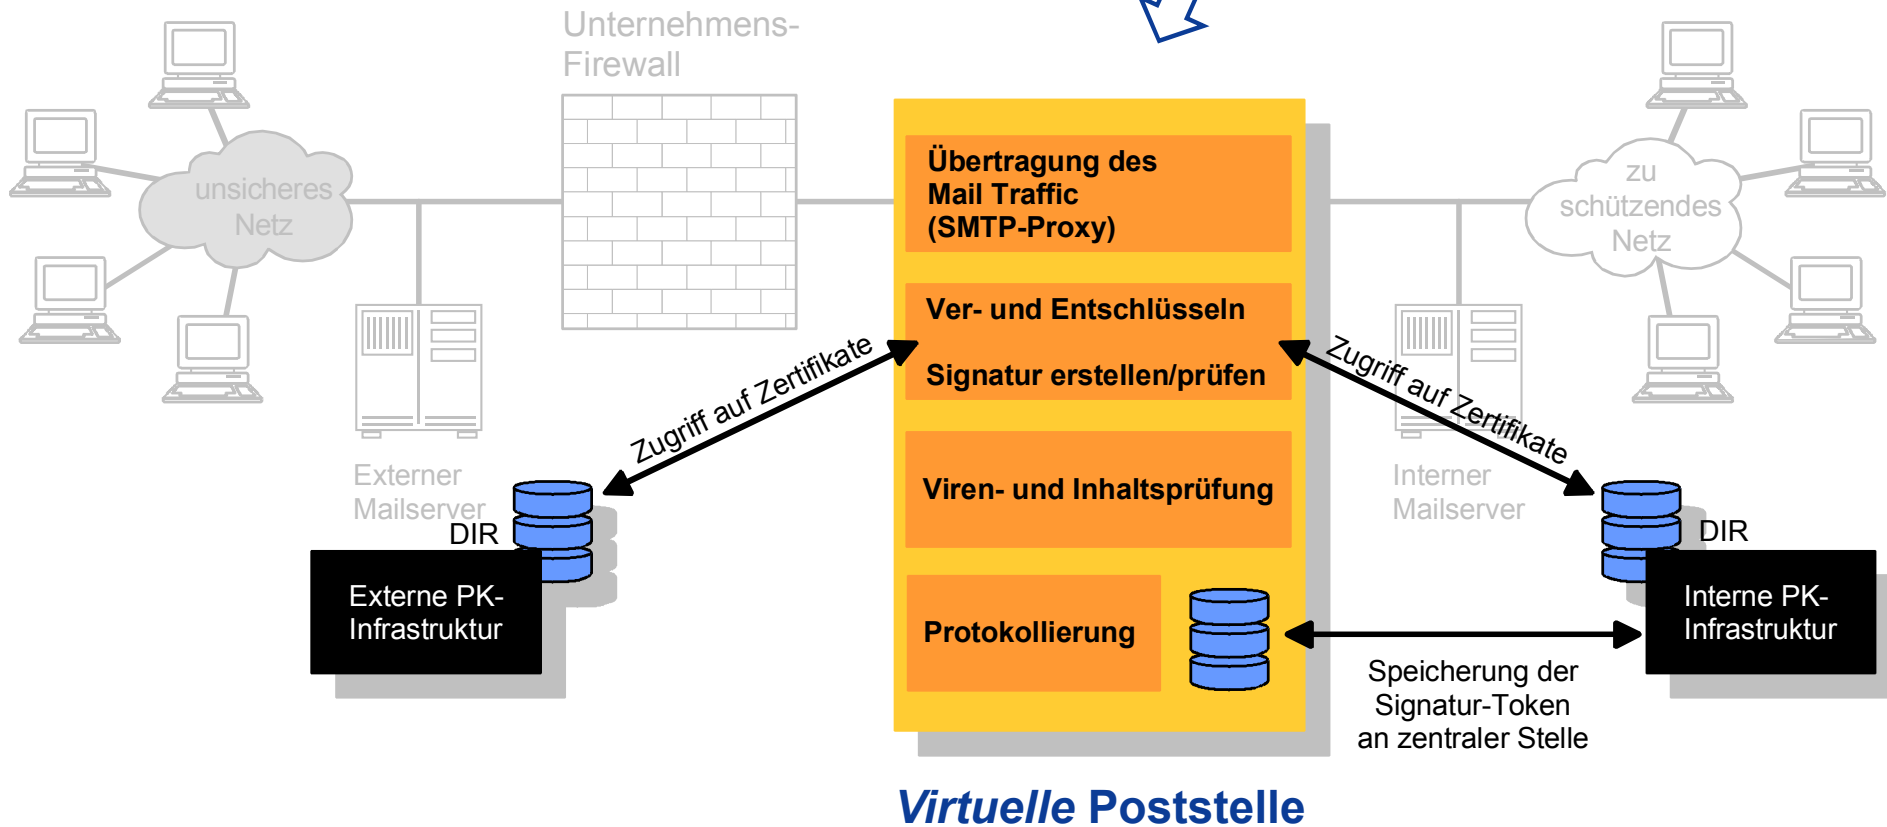 Unternehmens-
Firewall
unsicheres
Netz
Übertragung des
Mail Traffic
(SMTP-Proxy)
zu
schützendes
Netz
Ver- und Entschlüsseln
Signatur erstellen/prüfen
Zugriff auf Zertifikate
Zugriff auf Zertifikate
Externer
Mailserver
Viren- und Inhaltsprüfung
Interner
Mailserver
DIR
DIR
Externe PK-
Infrastruktur
Protokollierung
Interne PK-
Infrastruktur
Speicherung der
Signatur-Token
an zentraler Stelle
Virtuelle Poststelle